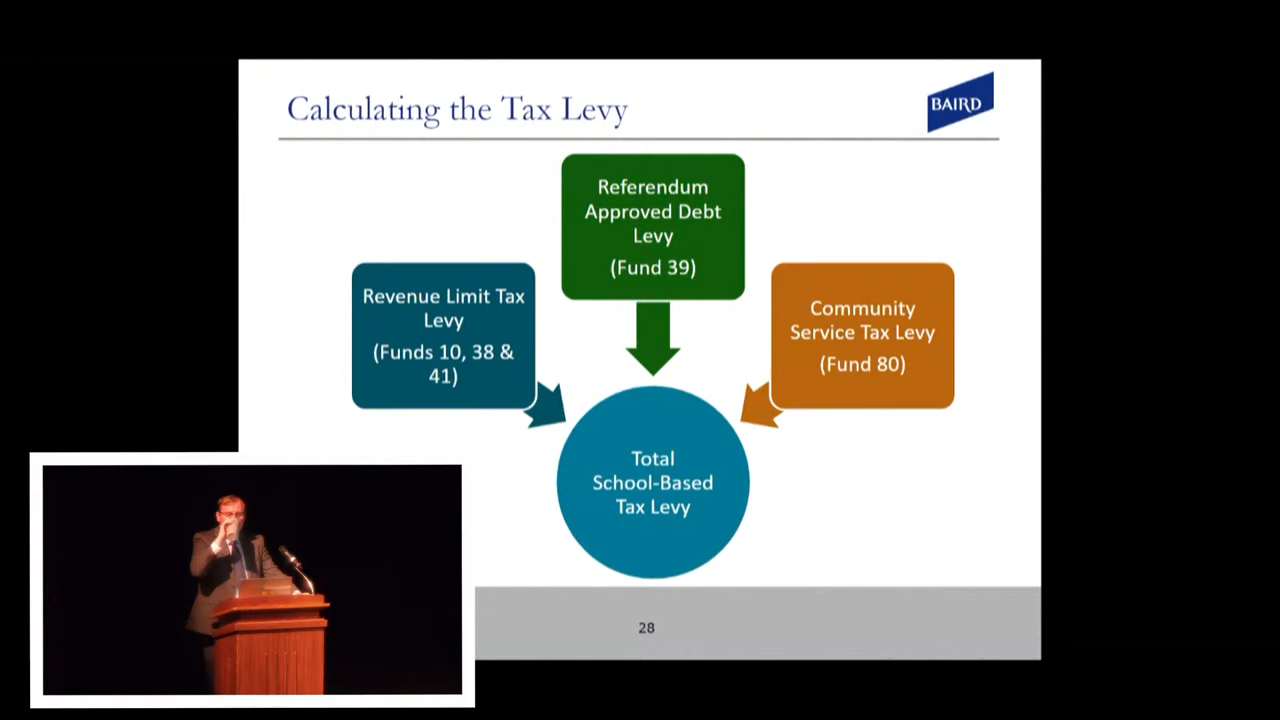 Calculating the Tax Levy
BAIRD
Referendum
Approved Debt
Levy
(Fund 39)
Revenue Limit Tax
Levy
(Funds 10, 38 &
41)
Community
Service Tax Levy
(Fund 80)
Total
School-Based
Tax Levy
28